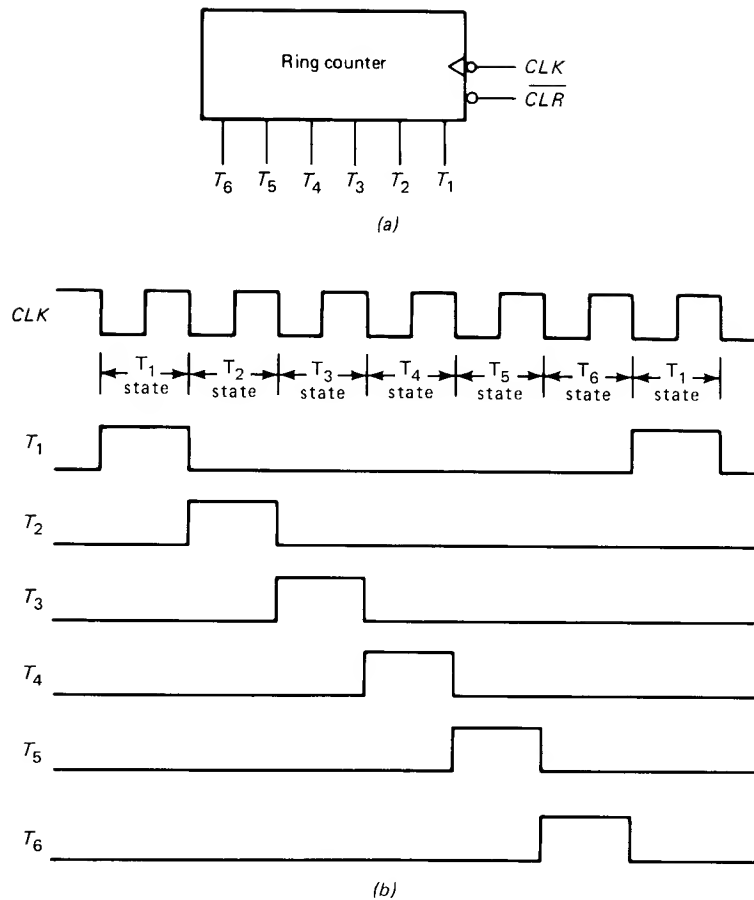 Ring counter
CLK
C̅L̅R̅
T₆ T₅ T₄ T₃ T₂ T₁
(a)
CLK
T₁ state T₂ state T₃ state T₄ state T₅ state T₆ state T₁ state
T₁
T₂
T₃
T₄
T₅
T₆
(b)